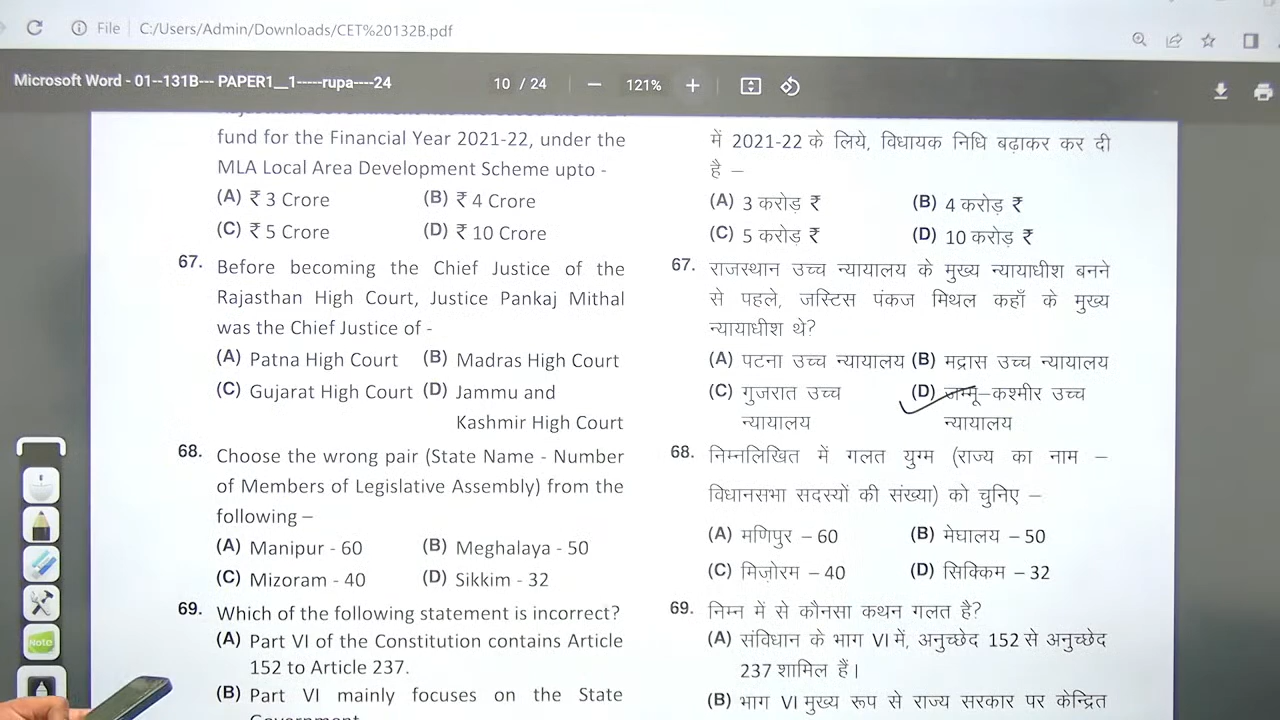 File
C:/Users/Admin/Downloads/CET%20132B.pdf
Microsoft Word - 01--131B--- PAPER1__1-----rupa----24
10 / 24
121%
fund for the Financial Year 2021-22, under the
MLA Local Area Development Scheme upto -
(A) ₹ 3 Crore (B) ₹ 4 Crore
(C) ₹ 5 Crore (D) ₹ 10 Crore
67. Before becoming the Chief Justice of the
Rajasthan High Court, Justice Pankaj Mithal
was the Chief Justice of -
(A) Patna High Court (B) Madras High Court
(C) Gujarat High Court (D) Jammu and
Kashmir High Court
68. Choose the wrong pair (State Name - Number
of Members of Legislative Assembly) from the
following –
(A) Manipur - 60 (B) Meghalaya - 50
(C) Mizoram - 40 (D) Sikkim - 32
69. Which of the following statement is incorrect?
(A) Part VI of the Constitution contains Article
152 to Article 237.
(B) Part VI mainly focuses on the State
में 2021-22 के लिये, विधायक निधि बढ़ाकर कर दी
है –
(A) 3 करोड़ ₹ (B) 4 करोड़ ₹
(C) 5 करोड़ ₹ (D) 10 करोड़ ₹
67. राजस्थान उच्च न्यायालय के मुख्य न्यायाधीश बनने
से पहले, जस्टिस पंकज मिथल कहाँ के मुख्य
न्यायाधीश थे?
(A) पटना उच्च न्यायालय (B) मद्रास उच्च न्यायालय
(C) गुजरात उच्च (D) जम्मू–कश्मीर उच्च
न्यायालय न्यायालय
68. निम्नलिखित में गलत युग्म (राज्य का नाम –
विधानसभा सदस्यों की संख्या) को चुनिए –
(A) मणिपुर – 60 (B) मेघालय – 50
(C) मिज़ोरम – 40 (D) सिक्किम – 32
69. निम्न में से कौनसा कथन गलत है?
(A) संविधान के भाग VI में, अनुच्छेद 152 से अनुच्छेद
237 शामिल हैं।
(B) भाग VI मुख्य रूप से राज्य सरकार पर केन्द्रित
Note